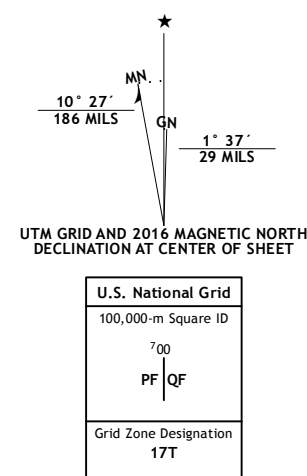 MN
10° 27´
186 MILS
GN
1° 37´
29 MILS
UTM GRID AND 2016 MAGNETIC NORTH
DECLINATION AT CENTER OF SHEET
U.S. National Grid
100,000-m Square ID
⁷00
PF QF
Grid Zone Designation
17T